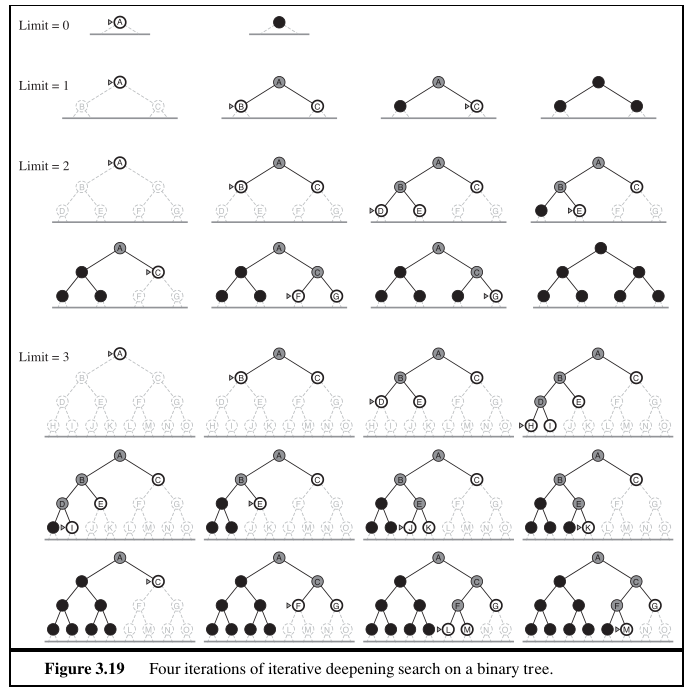 Limit = 0 A
Limit = 1 A A A
B C B C C
Limit = 2 A A A A
B C B C B C B C
D E F G D E F G D E F G E F G
A A A
C C C
F G F G G
Limit = 3 A A A A
B C B C B C B C
D E F G D E F G D E F G D E F G
H I J K L M N O H I J K L M N O H I J K L M N O H I J K L M N O
A A A A
B C B C B C B C
D E F G E F G E F G E F G
I J K L M N O J K L M N O J K L M N O K L M N O
A A A A
C C C C
F G F G F G F G
L M N O L M N O L M N O M N O
Figure 3.19 Four iterations of iterative deepening search on a binary tree.